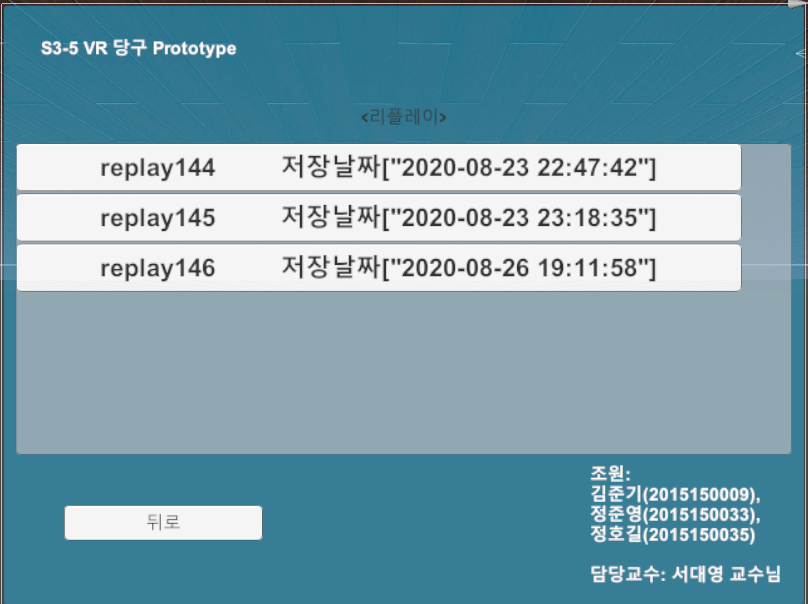 S3-5 VR 당구 Prototype
<리플레이>
replay144 저장날짜["2020-08-23 22:47:42"]
replay145 저장날짜["2020-08-23 23:18:35"]
replay146 저장날짜["2020-08-26 19:11:58"]
조원:
김준기(2015150009),
정준영(2015150033),
정호길(2015150035)
뒤로
담당교수: 서대영 교수님